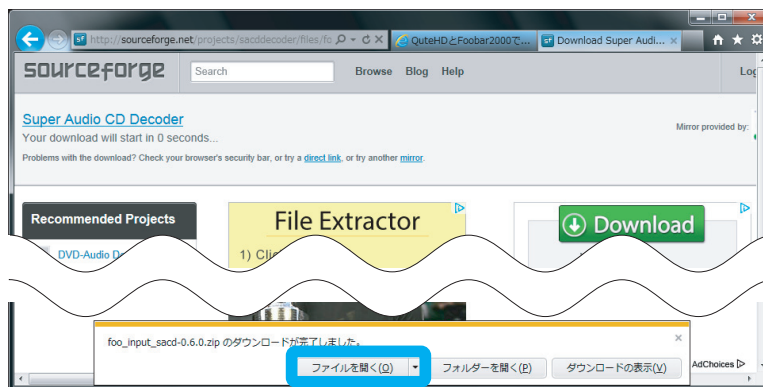 http://sourceforge.net/projects/sacddecoder/files/fo
QuteHDとFoobar2000で...
Download Super Audi...
sourceforge
Search
Browse Blog Help
Log
Super Audio CD Decoder
Your download will start in 0 seconds...
Mirror provided by:
Problems with the download? Check your browser's security bar, or try a direct link, or try another mirror.
Recommended Projects
DVD-Audio De
File Extractor
1) Clic
Download
foo_input_sacd-0.6.0.zip のダウンロードが完了しました。
ファイルを開く(O)
フォルダーを開く(P)
ダウンロードの表示(V)
AdChoices